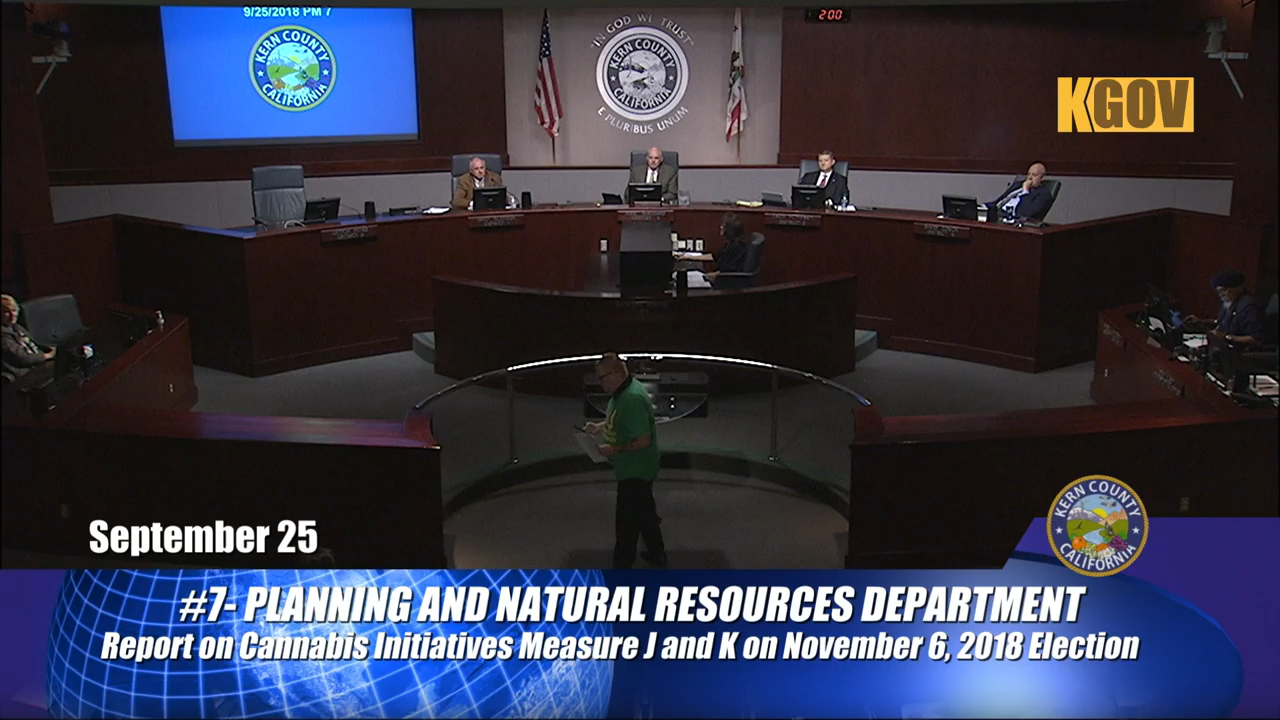 9/25/2018 PM 7
KERN COUNTY
CALIFORNIA
"IN GOD WE TRUST"
KERN COUNTY
CALIFORNIA
E PLURIBUS UNUM
2:00
KGOV
KERN COUNTY
CALIFORNIA
September 25
#7- PLANNING AND NATURAL RESOURCES DEPARTMENT
Report on Cannabis Initiatives Measure J and K on November 6, 2018 Election